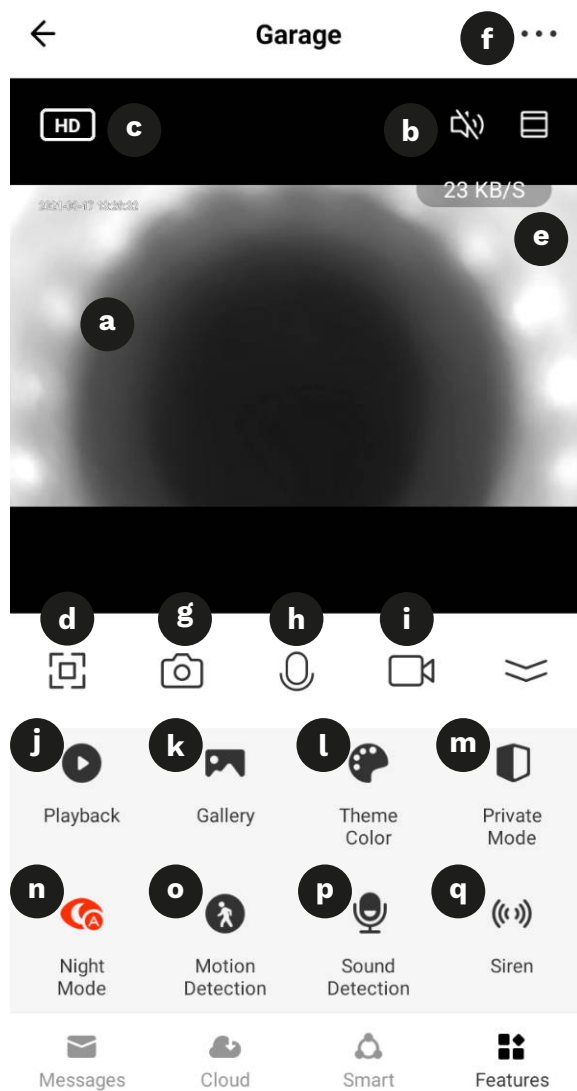 Garage
f
HD
c
b
23 KB/S
e
a
d
g
h
i
j
k
l
m
Playback
Gallery
Theme
Color
Private
Mode
n
A
o
p
q
Night
Mode
Motion
Detection
Sound
Detection
Siren
Messages
Cloud
Smart
Features